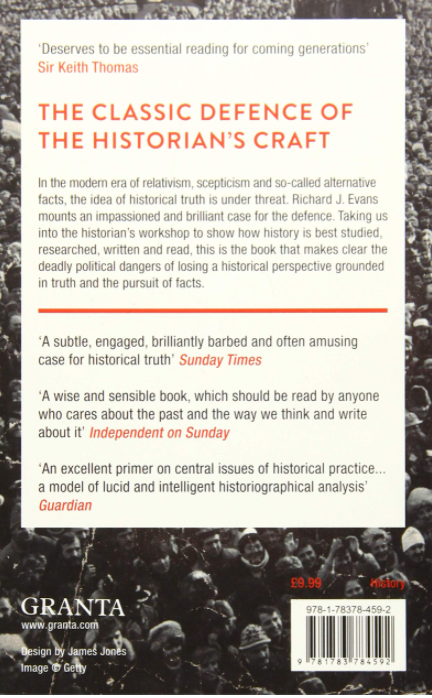 ‘Deserves to be essential reading for coming generations’
Sir Keith Thomas
THE CLASSIC DEFENCE OF
THE HISTORIAN’S CRAFT
In the modern era of relativism, scepticism and so-called alternative
facts, the idea of historical truth is under threat. Richard J. Evans
mounts an impassioned and brilliant case for the defence. Taking us
into the historian’s workshop to show how history is best studied,
researched, written and read, this is the book that makes clear the
deadly political dangers of losing a historical perspective grounded
in truth and the pursuit of facts.
‘A subtle, engaged, brilliantly barbed and often amusing
case for historical truth’ Sunday Times
‘A wise and sensible book, which should be read by anyone
who cares about the past and the way we think and write
about it’ Independent on Sunday
‘An excellent primer on central issues of historical practice...
a model of lucid and intelligent historiographical analysis’
Guardian
£9.99 History
GRANTA
www.granta.com
Design by James Jones
Image © Getty
978-1-78378-459-2
9 781783 784592